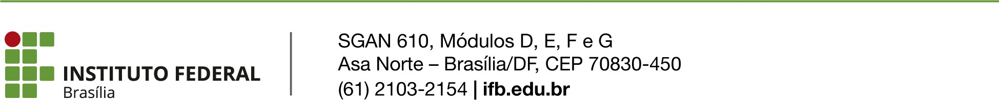 INSTITUTO FEDERAL
Brasília
SGAN 610, Módulos D, E, F e G
Asa Norte – Brasília/DF, CEP 70830-450
(61) 2103-2154 | ifb.edu.br